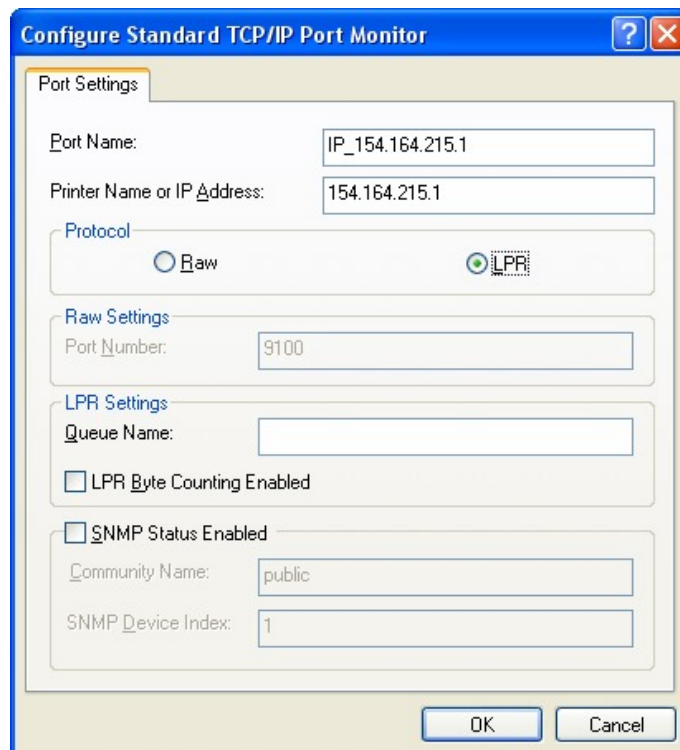 Configure Standard TCP/IP Port Monitor
Port Settings
Port Name: IP_154.164.215.1
Printer Name or IP Address: 154.164.215.1
Protocol
Raw LPR
Raw Settings
Port Number: 9100
LPR Settings
Queue Name:
LPR Byte Counting Enabled
SNMP Status Enabled
Community Name: public
SNMP Device Index: 1
OK Cancel